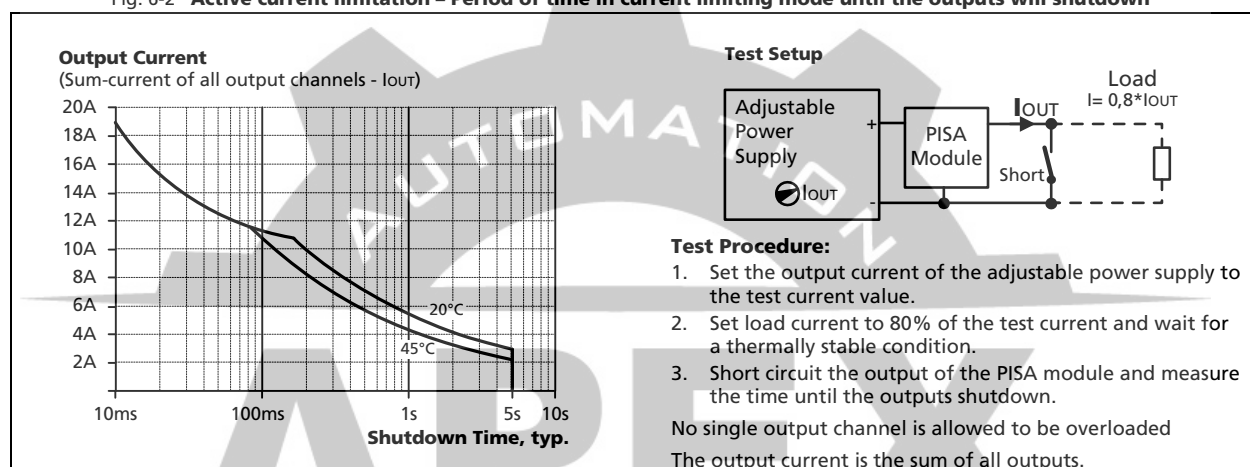 Fig. 6-2 Active current limitation – Period of time in current limiting mode until the outputs will shutdown
Output Current
(Sum-current of all output channels - IOUT)
20A
18A
16A
14A
12A
10A
8A
6A
4A
2A
20°C
45°C
10ms 100ms 1s 5s 10s
Shutdown Time, typ.
Test Setup
Adjustable
Power
Supply
IOUT
+
-
PISA
Module
IOUT
Short
Load
I= 0,8*IOUT
Test Procedure:
1. Set the output current of the adjustable power supply to
the test current value.
2. Set load current to 80% of the test current and wait for
a thermally stable condition.
3. Short circuit the output of the PISA module and measure
the time until the outputs shutdown.
No single output channel is allowed to be overloaded
The output current is the sum of all outputs.
AUTOMATION
APEX